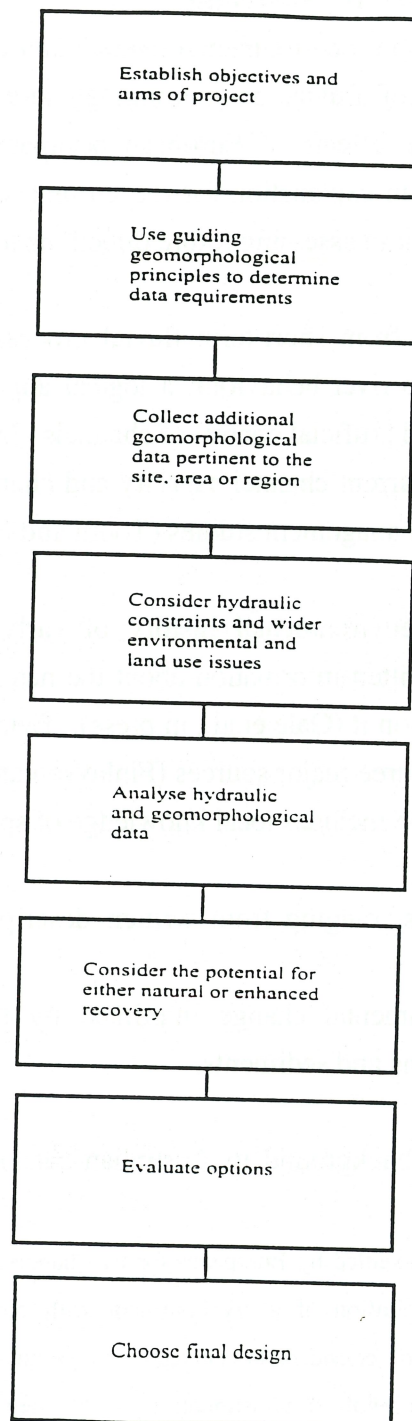 Establish objectives and
aims of project
Use guiding
geomorphological
principles to determine
data requirements
Collect additional
geomorphological
data pertinent to the
site, area or region
Consider hydraulic
constraints and wider
environmental and
land use issues
Analyse hydraulic
and geomorphological
data
Consider the potential for
either natural or enhanced
recovery
Evaluate options
Choose final design